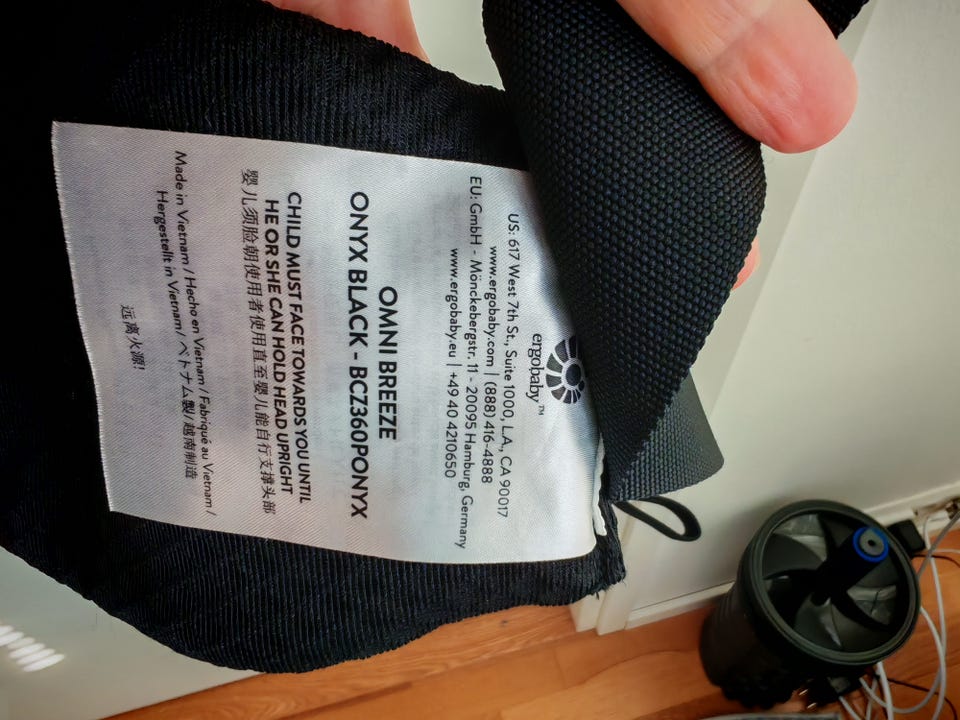 ergobaby™
US: 617 West 7th St., Suite 1000, L.A., CA 90017
www.ergobaby.com | (888) 416-4888
EU: GmbH - Mönckebergstr. 11 - 20095 Hamburg, Germany
www.ergobaby.eu | +49 40 4210650
OMNI BREEZE
ONYX BLACK - BCZ360PONYX
CHILD MUST FACE TOWARDS YOU UNTIL
HE OR SHE CAN HOLD HEAD UPRIGHT
婴儿须脸朝使用者使用直至婴儿能自行支撑头部
Made in Vietnam / Hecho en Vietnam / Fabriqué au Vietnam /
Hergestellt in Vietnam / ベトナム製 / 越南制造
远离火源!